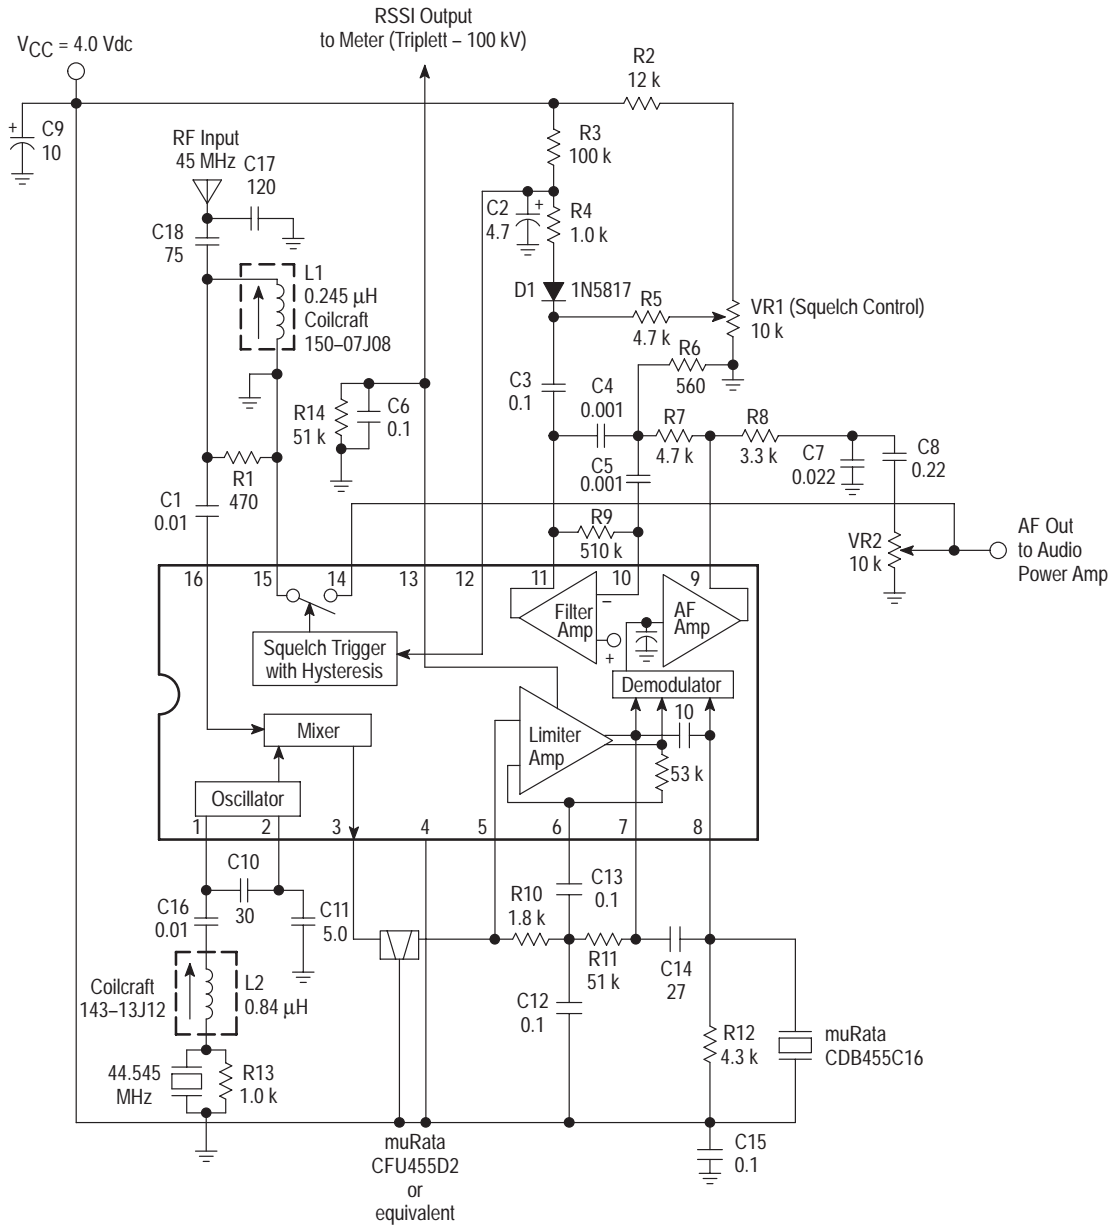 RSSI Output
to Meter (Triplett – 100 kV)
VCC = 4.0 Vdc
R2
12 k
+
C9
10
RF Input
45 MHz
C17
120
R3
100 k
C2
4.7
+
R4
1.0 k
C18
75
L1
0.245 μH
Coilcraft
150–07J08
D1
1N5817
R5
4.7 k
VR1 (Squelch Control)
10 k
R6
560
C3
0.1
C4
0.001
R14
51 k
C6
0.1
R7
4.7 k
R8
3.3 k
C7
0.022
C8
0.22
C5
0.001
R1
470
C1
0.01
R9
510 k
VR2
10 k
AF Out
to Audio
Power Amp
16
15
14
13
12
11
10
9
Filter
Amp
–
+
AF
Amp
Squelch Trigger
with Hysteresis
Demodulator
10
Mixer
Limiter
Amp
53 k
Oscillator
1
2
3
4
5
6
7
8
C10
30
C16
0.01
C11
5.0
C13
0.1
R10
1.8 k
R11
51 k
C14
27
C12
0.1
Coilcraft
143–13J12
L2
0.84 μH
R12
4.3 k
muRata
CDB455C16
44.545
MHz
R13
1.0 k
muRata
CFU455D2
or
equivalent
C15
0.1